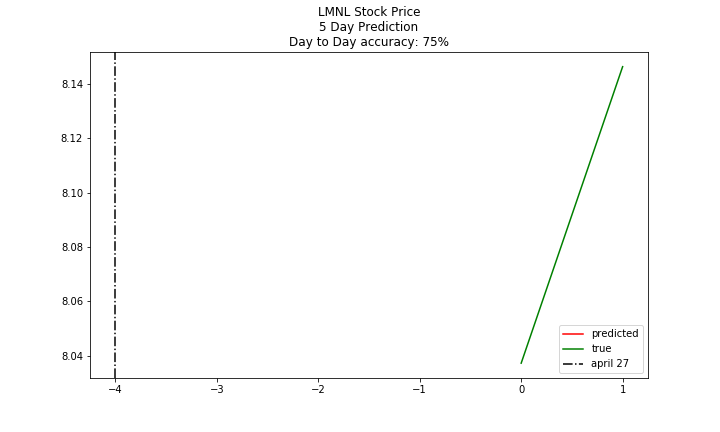 LMNL Stock Price
5 Day Prediction
Day to Day accuracy: 75%
8.14
8.12
8.10
8.08
8.06
8.04
−4
−3
−2
−1
0
1
predicted
true
april 27